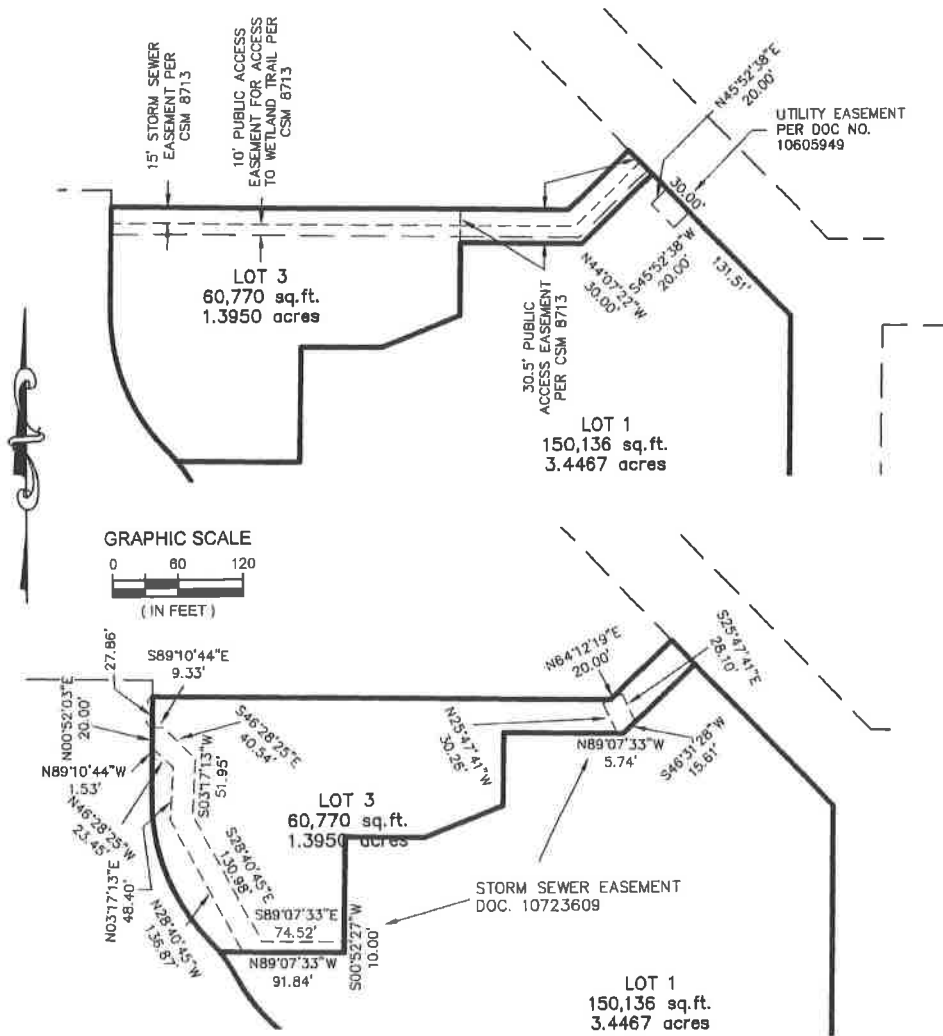 15' STORM SEWER
EASEMENT PER
CSM 8713
10' PUBLIC ACCESS
EASEMENT FOR ACCESS
TO WETLAND TRAIL PER
CSM 8713
N45°52'38"E
20.00'
UTILITY EASEMENT
PER DOC NO.
10605949
30.00'
S45°52'38"W
20.00'
N44°07'22"W
30.00'
131.51'
LOT 3
60,770 sq.ft.
1.3950 acres
30.5' PUBLIC
ACCESS EASEMENT
PER CSM 8713
LOT 1
150,136 sq.ft.
3.4467 acres
GRAPHIC SCALE
0 60 120
( IN FEET )
27.86'
S89°10'44"E
9.33'
N00°52'03"E
20.00'
S46°28'25"E
40.54'
N89°10'44"W
1.53'
S03°17'13"W
51.95'
N46°28'25"W
23.45'
N03°17'13"E
48.40'
S28°40'45"E
130.98'
N28°40'45"W
136.87'
S89°07'33"E
74.52'
N89°07'33"W
91.84'
S00°52'27"W
10.00'
LOT 3
60,770 sq.ft.
1.3950 acres
N64°12'19"E
20.00'
S25°47'41"E
28.10'
N25°47'41"W
30.26'
N89°07'33"W
5.74'
S46°31'28"W
15.61'
STORM SEWER EASEMENT
DOC. 10723609
LOT 1
150,136 sq.ft.
3.4467 acres